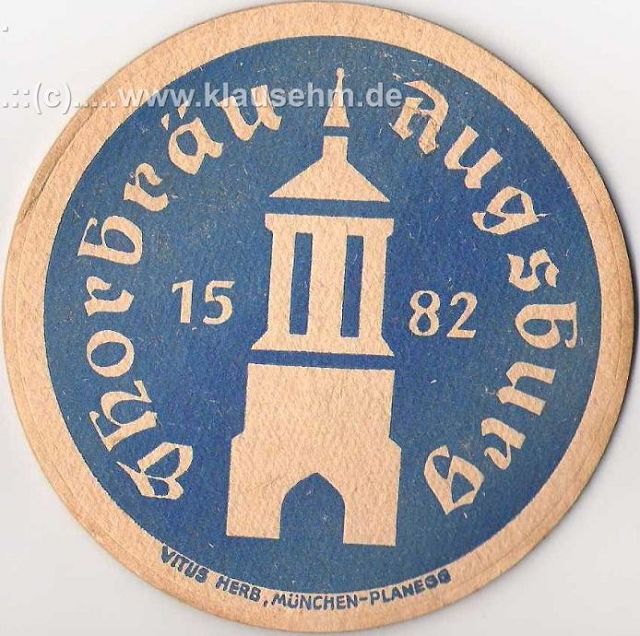 .::(c).....www.klausehm.de
Thorbräu Augsburg
15 82
VITUS HERB, MÜNCHEN-PLANEGG